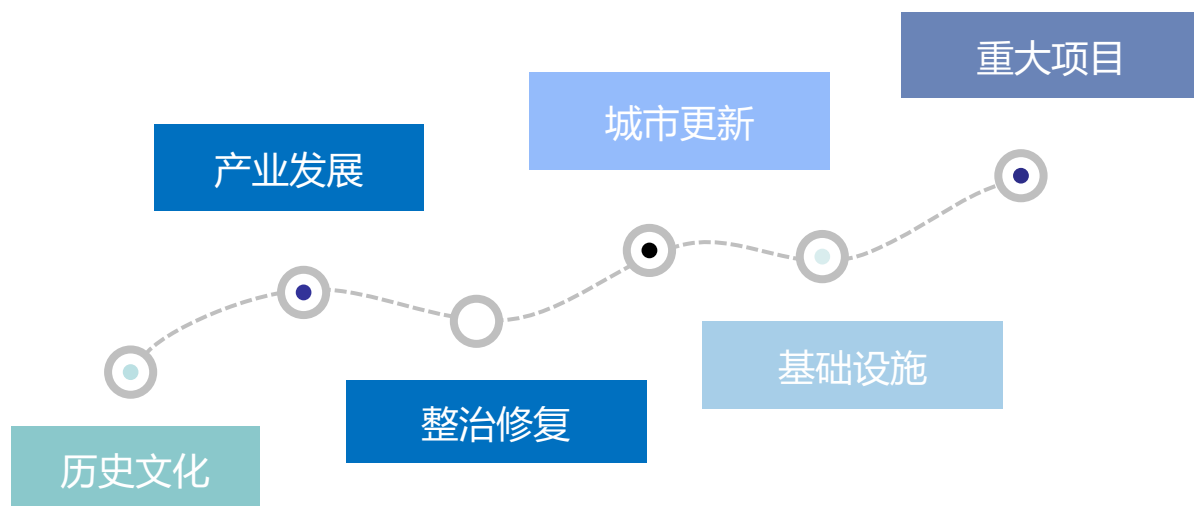 历史文化
产业发展
整治修复
城市更新
基础设施
重大项目